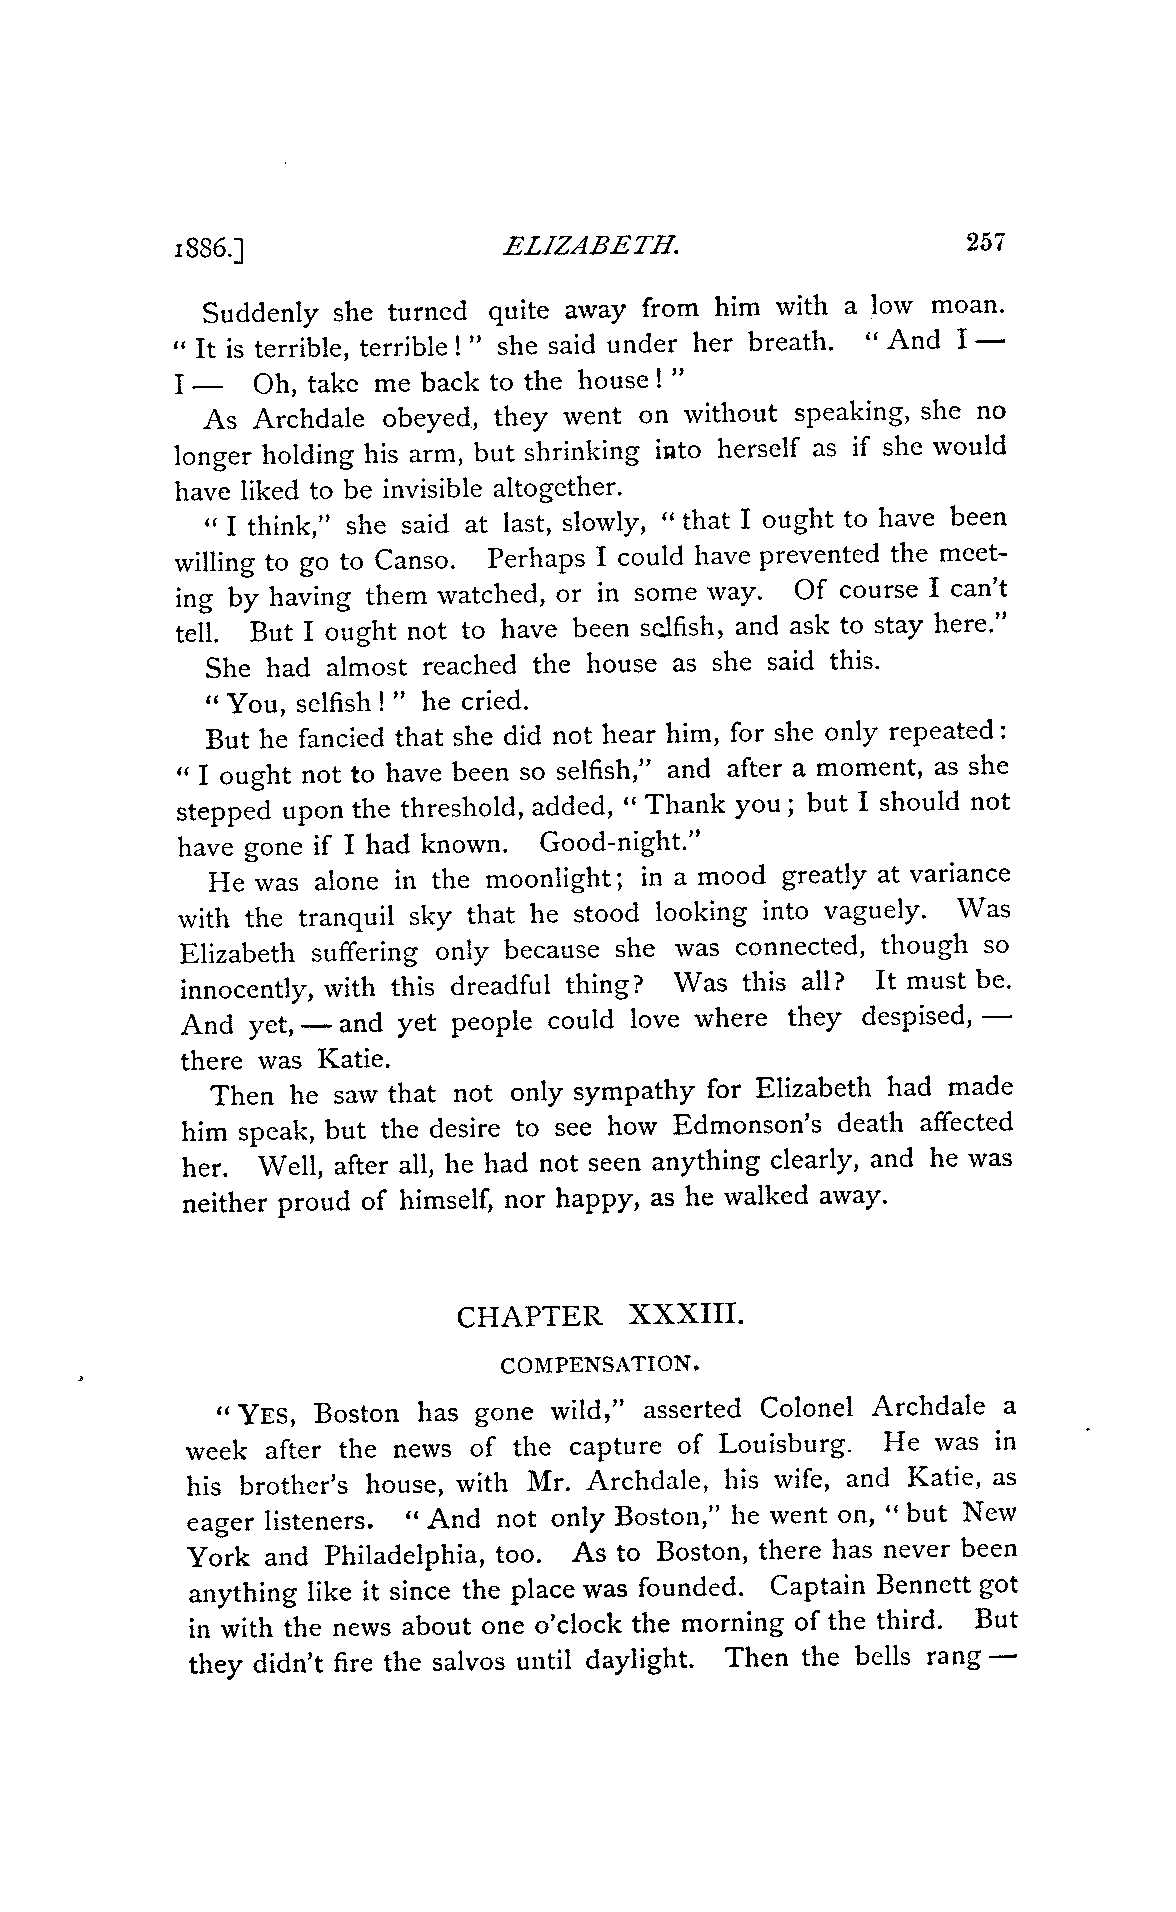 1886.] ELIZABETH. 257
Suddenly she turned quite away from him with a low moan.
“ It is terrible, terrible ! ” she said under her breath. “ And I —
I — Oh, take me back to the house ! ”
As Archdale obeyed, they went on without speaking, she no
longer holding his arm, but shrinking into herself as if she would
have liked to be invisible altogether.
“ I think,” she said at last, slowly, “ that I ought to have been
willing to go to Canso. Perhaps I could have prevented the meet-
ing by having them watched, or in some way. Of course I can’t
tell. But I ought not to have been selfish, and ask to stay here.”
She had almost reached the house as she said this.
“ You, selfish ! ” he cried.
But he fancied that she did not hear him, for she only repeated :
“ I ought not to have been so selfish,” and after a moment, as she
stepped upon the threshold, added, “ Thank you ; but I should not
have gone if I had known. Good-night.”
He was alone in the moonlight; in a mood greatly at variance
with the tranquil sky that he stood looking into vaguely. Was
Elizabeth suffering only because she was connected, though so
innocently, with this dreadful thing? Was this all? It must be.
And yet, — and yet people could love where they despised, —
there was Katie.
Then he saw that not only sympathy for Elizabeth had made
him speak, but the desire to see how Edmonson’s death affected
her. Well, after all, he had not seen anything clearly, and he was
neither proud of himself, nor happy, as he walked away.
CHAPTER XXXIII.
COMPENSATION.
“ YES, Boston has gone wild,” asserted Colonel Archdale a
week after the news of the capture of Louisburg. He was in
his brother’s house, with Mr. Archdale, his wife, and Katie, as
eager listeners. “ And not only Boston,” he went on, “ but New
York and Philadelphia, too. As to Boston, there has never been
anything like it since the place was founded. Captain Bennett got
in with the news about one o’clock the morning of the third. But
they didn’t fire the salvos until daylight. Then the bells rang —